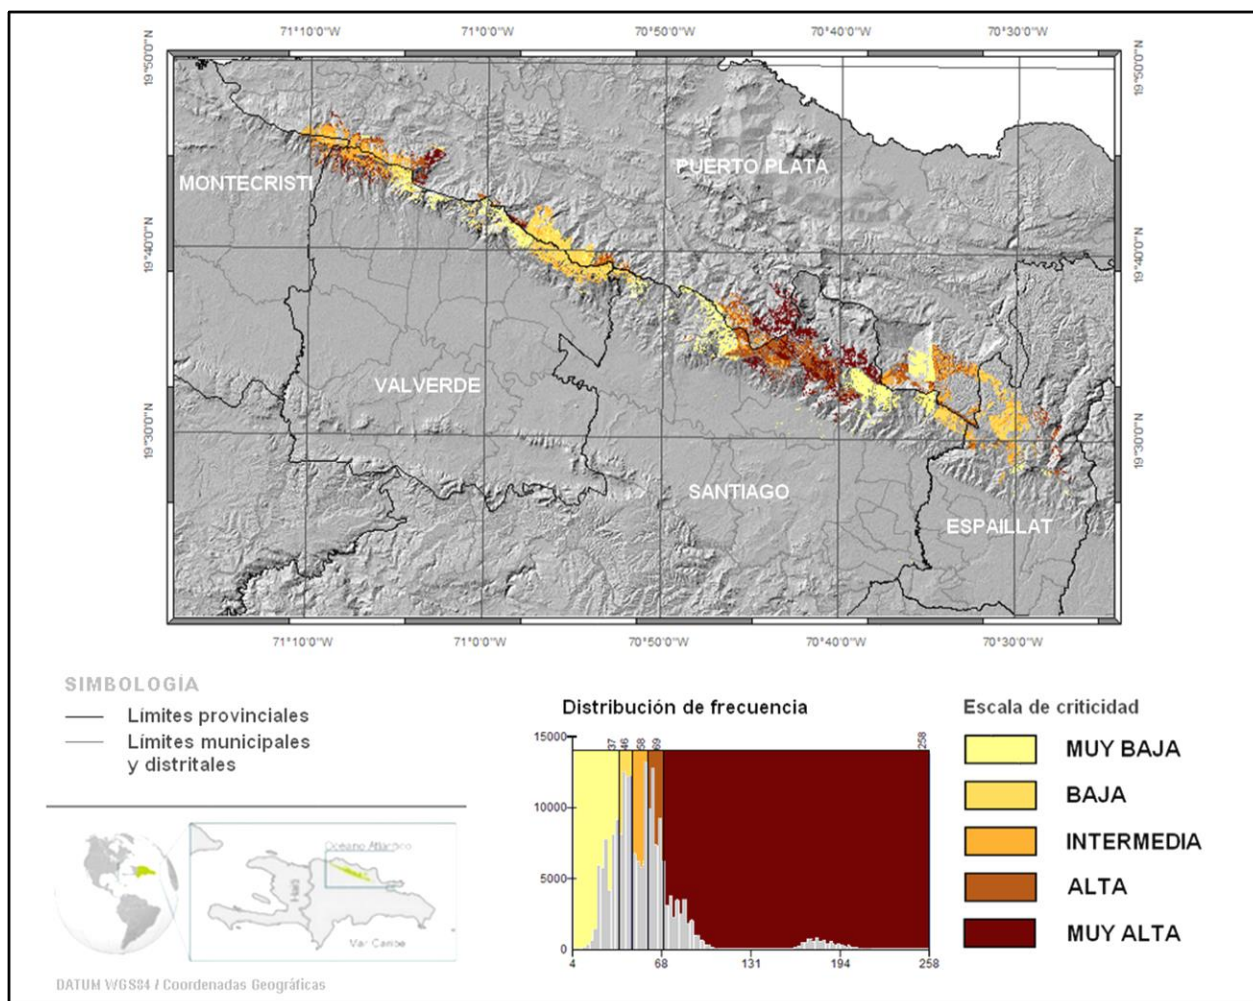 71°10'0"W 71°0'0"W 70°50'0"W 70°40'0"W 70°30'0"W
19°50'0"N 19°50'0"N
PUERTO PLATA
MONTECRISTI
19°40'0"N 19°40'0"N
VALVERDE
19°30'0"N 19°30'0"N
SANTIAGO
ESPAILLAT
71°10'0"W 71°0'0"W 70°50'0"W 70°40'0"W 70°30'0"W
SIMBOLOGÍA
Límites provinciales
Límites municipales
y distritales
Océano Atlántico
Haití
Mar Caribe
DATUM WGS84 / Coordenadas Geográficas
Distribución de frecuencia
15000
10000
5000
0
37 46 58 69 258
4 68 131 194 258
Escala de criticidad
MUY BAJA
BAJA
INTERMEDIA
ALTA
MUY ALTA